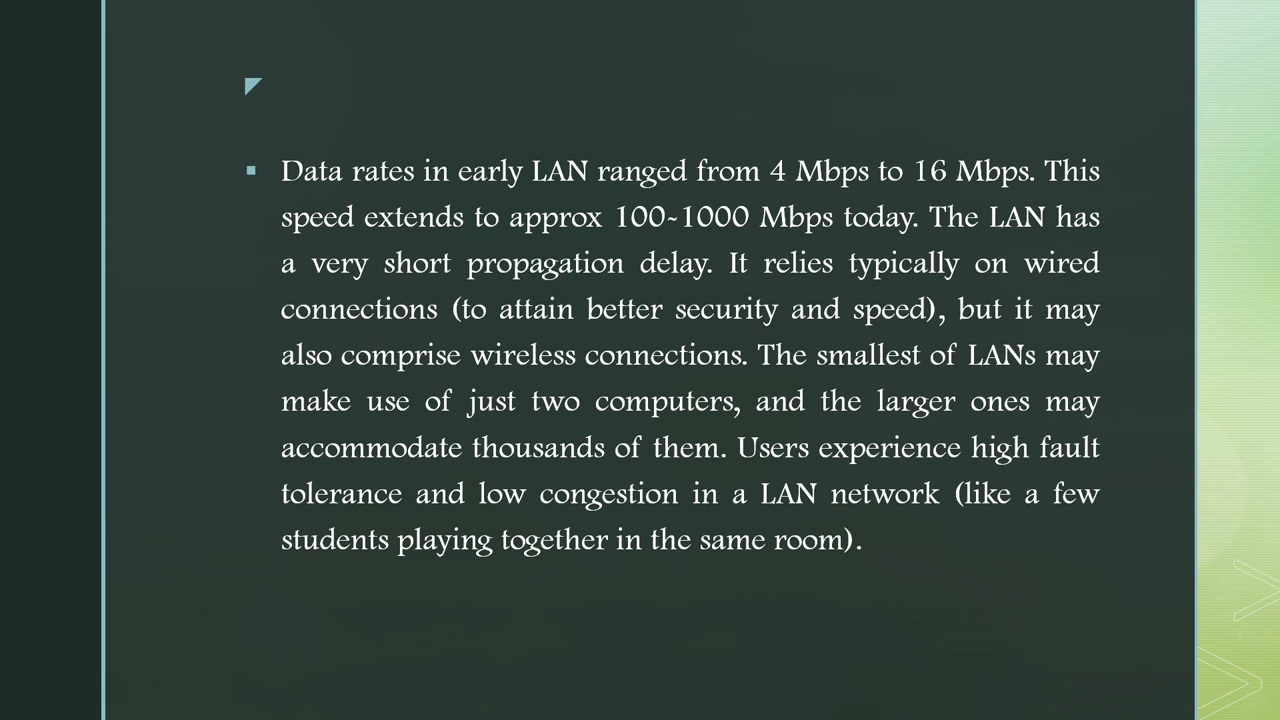 Data rates in early LAN ranged from 4 Mbps to 16 Mbps. This
speed extends to approx 100-1000 Mbps today. The LAN has
a very short propagation delay. It relies typically on wired
connections (to attain better security and speed), but it may
also comprise wireless connections. The smallest of LANs may
make use of just two computers, and the larger ones may
accommodate thousands of them. Users experience high fault
tolerance and low congestion in a LAN network (like a few
students playing together in the same room).